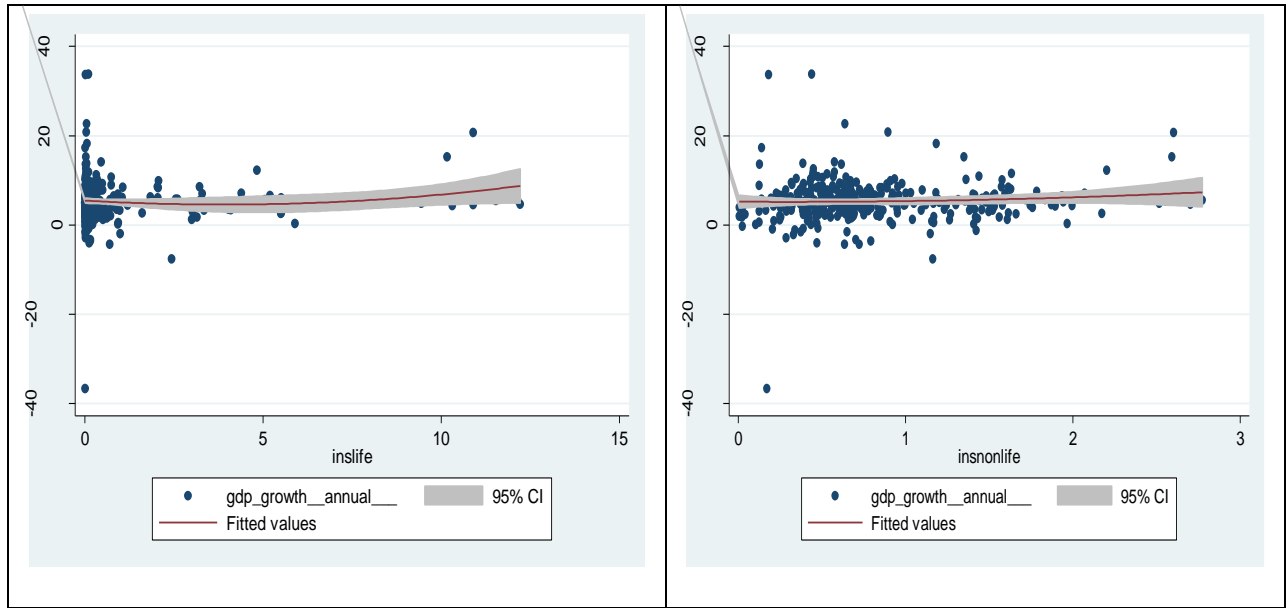 40
20
0
-20
-40
0 5 10 15
inslife
gdp_growth__annual___ 95% CI
Fitted values
40
20
0
-20
-40
0 1 2 3
insnonlife
gdp_growth__annual___ 95% CI
Fitted values